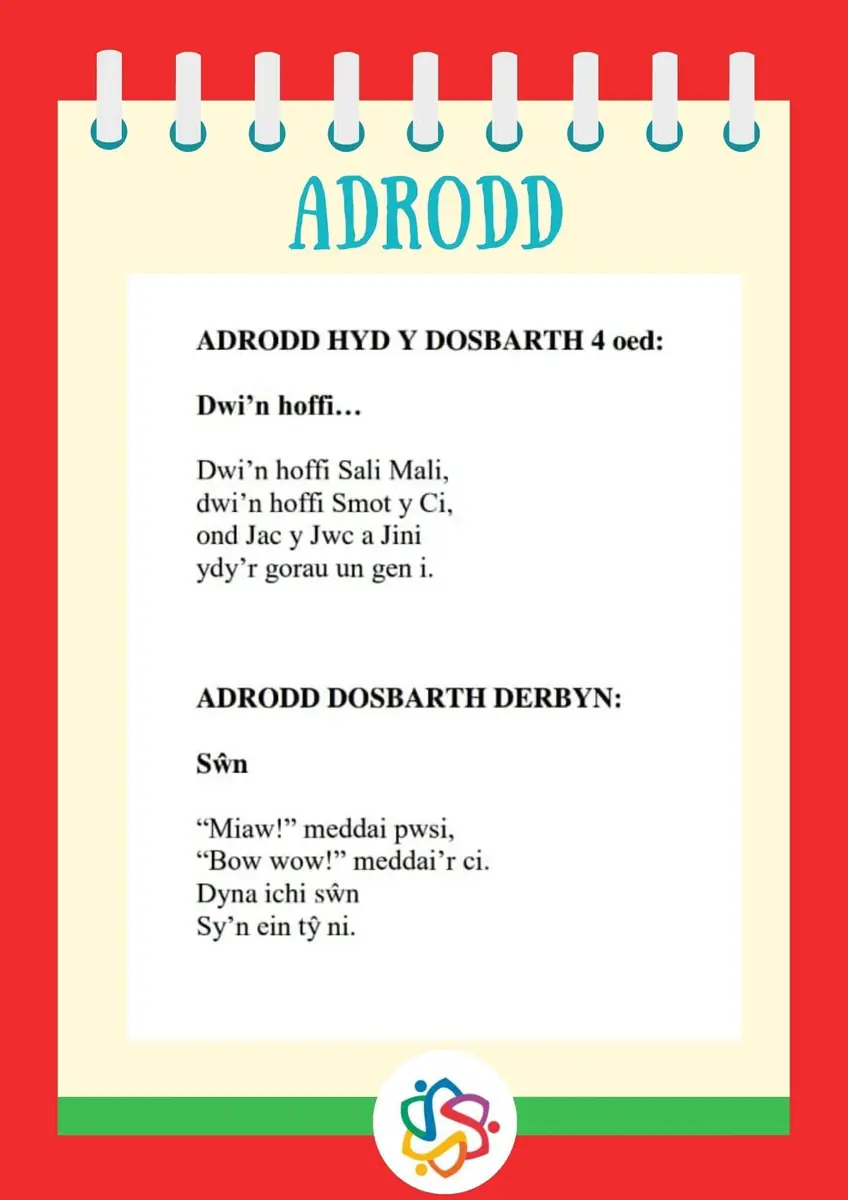 ADRODD
ADRODD HYD Y DOSBARTH 4 oed:
Dwi’n hoffi…
Dwi’n hoffi Sali Mali,
dwi’n hoffi Smot y Ci,
ond Jac y Jwc a Jini
ydy’r gorau un gen i.
ADRODD DOSBARTH DERBYN:
Sŵn
“Miaw!” meddai pwsi,
“Bow wow!” meddai’r ci.
Dyna ichi sŵn
Sy’n ein tŷ ni.